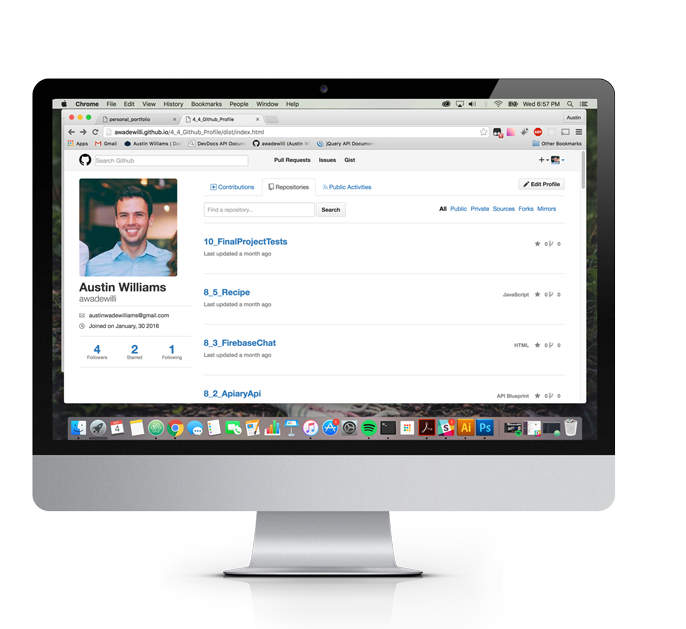 Chrome File Edit View History Bookmarks People Window Help Wed 6:57 PM
personal_portfolio 4_4_Github_Profile Austin
awadewilli.github.io/4_4_Github_Profile/dist/index.html
Apps Gmail Austin Williams | Do DevDocs API Docum awadewilli (Austin W jQuery API Documen Other Bookmarks
Search Github Pull Requests Issues Gist
Contributions Repositories Public Activities Edit Profile
Find a repository... Search All Public Private Sources Forks Mirrors
10_FinalProjectTests 0 0
Last updated a month ago
Austin Williams
awadewilli
8_5_Recipe JavaScript 0 0
Last updated a month ago
austinwadewilliams@gmail.com
Joined on January, 30 2016
4 2 1
Followers Starred Following
8_3_FirebaseChat HTML 0 0
Last updated a month ago
8_2_ApiaryApi API Blueprint 0 0
4 Ai Ps